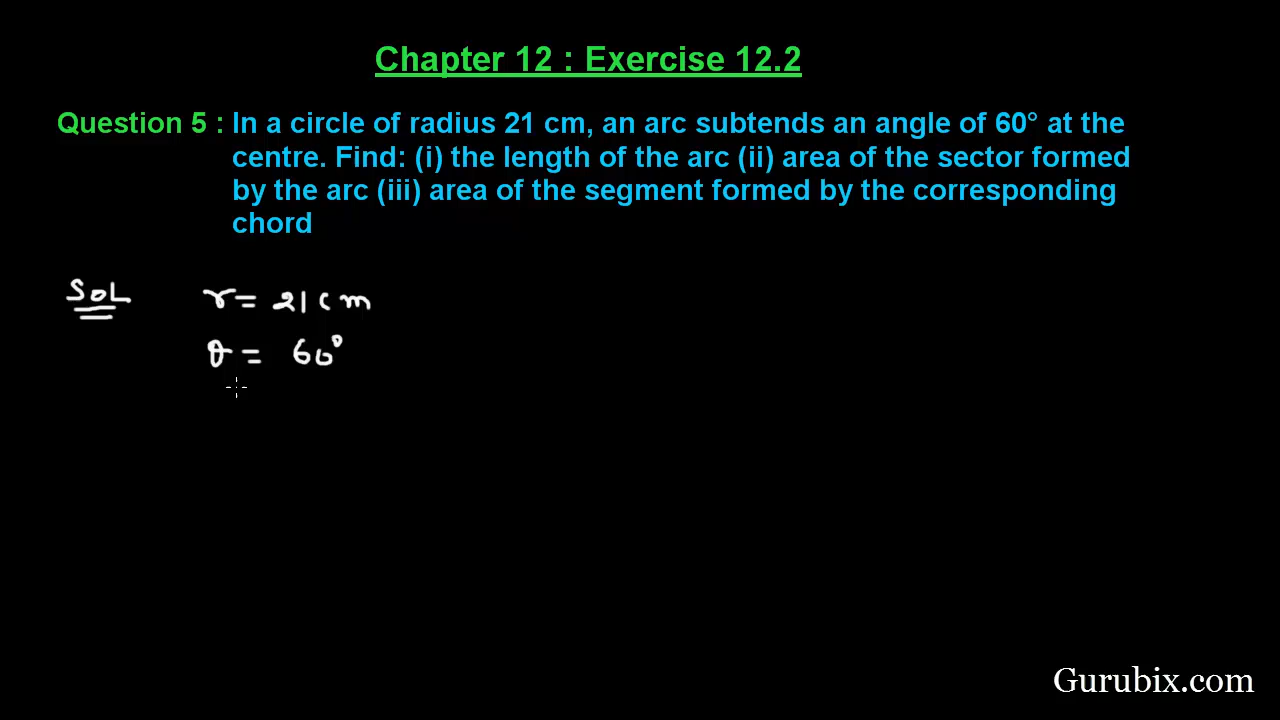 Chapter 12 : Exercise 12.2
Question 5 : In a circle of radius 21 cm, an arc subtends an angle of 60° at the
centre. Find: (i) the length of the arc (ii) area of the sector formed
by the arc (iii) area of the segment formed by the corresponding
chord
SOL r = 21 cm
θ = 60°
Gurubix.com